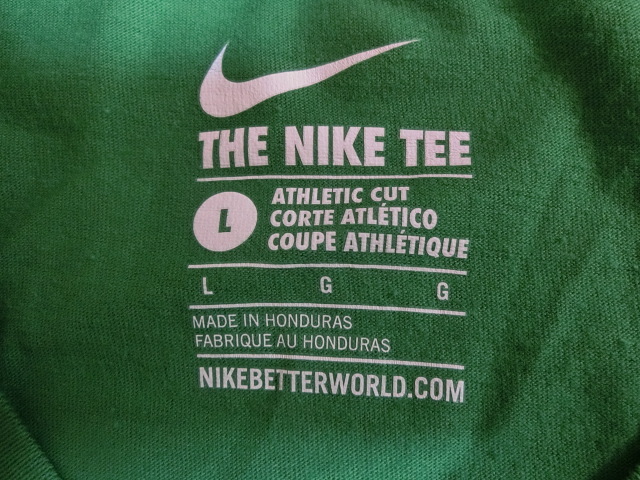 THE NIKE TEE
L
ATHLETIC CUT
CORTE ATLÉTICO
COUPE ATHLÉTIQUE
L G G
MADE IN HONDURAS
FABRIQUE AU HONDURAS
NIKEBETTERWORLD.COM